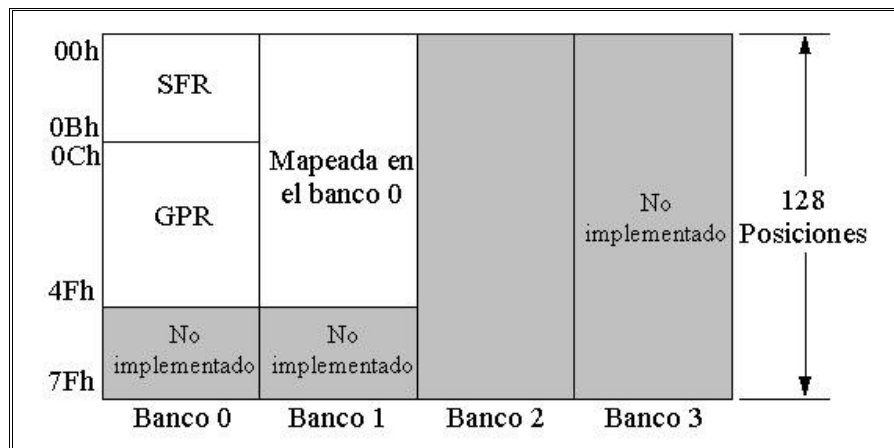 00h
SFR
0Bh
0Ch
Mapeada en
el banco 0
GPR
No
implementado
128
Posiciones
4Fh
No
implementado
No
implementado
7Fh
Banco 0
Banco 1
Banco 2
Banco 3